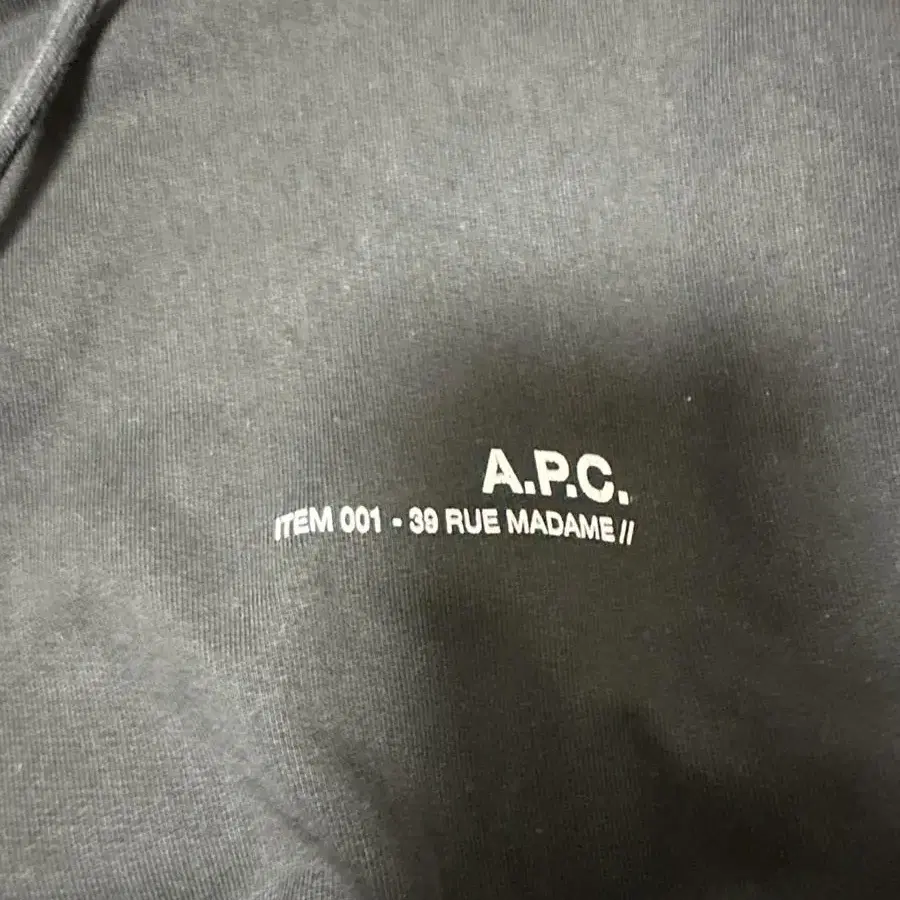 A.P.C.
ITEM 001 - 39 RUE MADAME //